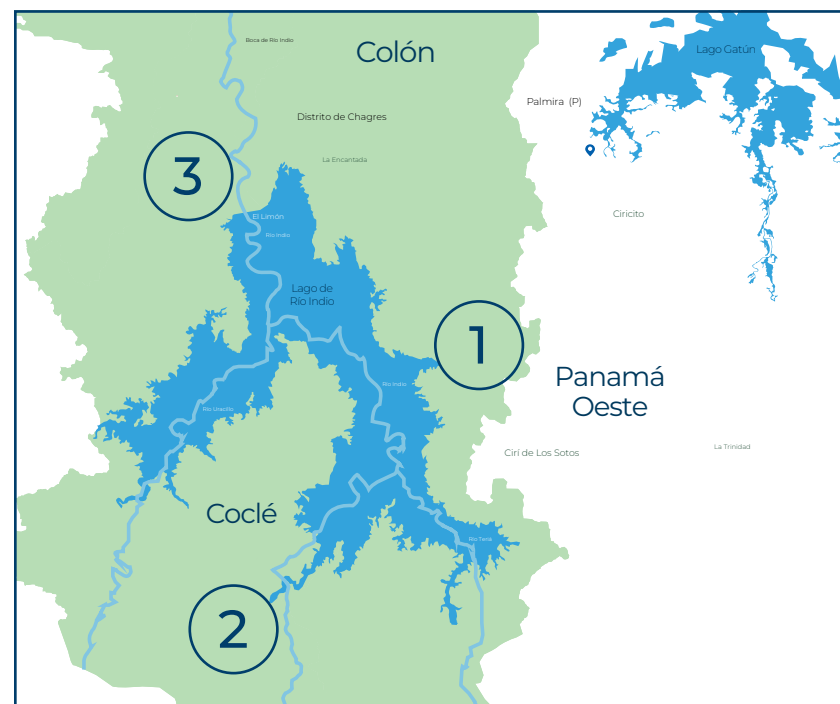 Boca de Río Indio
Colón
Lago Gatún
Palmira (P)
Distrito de Chagres
La Encantada
3
El Limón
Ciricito
Río Indio
Lago de
Río Indio
1
Panamá
Oeste
Río Indio
Río Uracillo
La Trinidad
Cirí de Los Sotos
Coclé
Río Teria
2